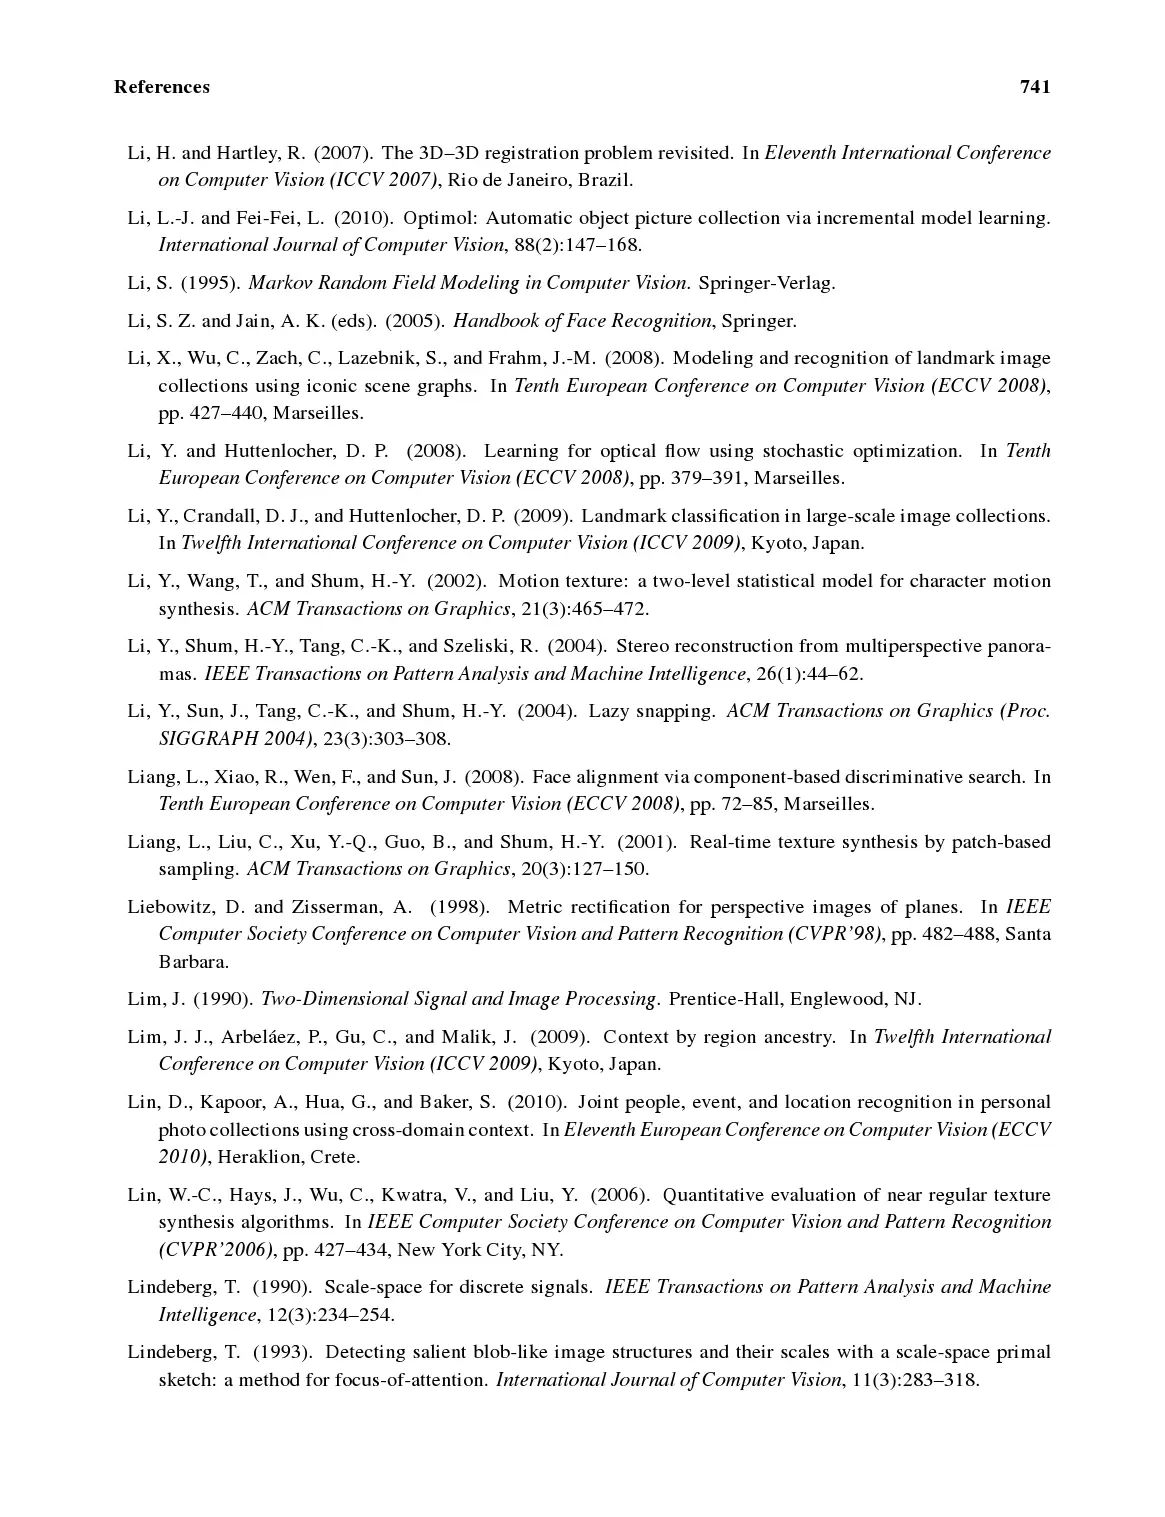 References 741
Li, H. and Hartley, R. (2007). The 3D–3D registration problem revisited. In Eleventh International Conference
on Computer Vision (ICCV 2007), Rio de Janeiro, Brazil.
Li, L.-J. and Fei-Fei, L. (2010). Optimol: Automatic object picture collection via incremental model learning.
International Journal of Computer Vision, 88(2):147–168.
Li, S. (1995). Markov Random Field Modeling in Computer Vision. Springer-Verlag.
Li, S. Z. and Jain, A. K. (eds). (2005). Handbook of Face Recognition, Springer.
Li, X., Wu, C., Zach, C., Lazebnik, S., and Frahm, J.-M. (2008). Modeling and recognition of landmark image
collections using iconic scene graphs. In Tenth European Conference on Computer Vision (ECCV 2008),
pp. 427–440, Marseilles.
Li, Y. and Huttenlocher, D. P. (2008). Learning for optical flow using stochastic optimization. In Tenth
European Conference on Computer Vision (ECCV 2008), pp. 379–391, Marseilles.
Li, Y., Crandall, D. J., and Huttenlocher, D. P. (2009). Landmark classification in large-scale image collections.
In Twelfth International Conference on Computer Vision (ICCV 2009), Kyoto, Japan.
Li, Y., Wang, T., and Shum, H.-Y. (2002). Motion texture: a two-level statistical model for character motion
synthesis. ACM Transactions on Graphics, 21(3):465–472.
Li, Y., Shum, H.-Y., Tang, C.-K., and Szeliski, R. (2004). Stereo reconstruction from multiperspective panora-
mas. IEEE Transactions on Pattern Analysis and Machine Intelligence, 26(1):44–62.
Li, Y., Sun, J., Tang, C.-K., and Shum, H.-Y. (2004). Lazy snapping. ACM Transactions on Graphics (Proc.
SIGGRAPH 2004), 23(3):303–308.
Liang, L., Xiao, R., Wen, F., and Sun, J. (2008). Face alignment via component-based discriminative search. In
Tenth European Conference on Computer Vision (ECCV 2008), pp. 72–85, Marseilles.
Liang, L., Liu, C., Xu, Y.-Q., Guo, B., and Shum, H.-Y. (2001). Real-time texture synthesis by patch-based
sampling. ACM Transactions on Graphics, 20(3):127–150.
Liebowitz, D. and Zisserman, A. (1998). Metric rectification for perspective images of planes. In IEEE
Computer Society Conference on Computer Vision and Pattern Recognition (CVPR'98), pp. 482–488, Santa
Barbara.
Lim, J. (1990). Two-Dimensional Signal and Image Processing. Prentice-Hall, Englewood, NJ.
Lim, J. J., Arbeláez, P., Gu, C., and Malik, J. (2009). Context by region ancestry. In Twelfth International
Conference on Computer Vision (ICCV 2009), Kyoto, Japan.
Lin, D., Kapoor, A., Hua, G., and Baker, S. (2010). Joint people, event, and location recognition in personal
photo collections using cross-domain context. In Eleventh European Conference on Computer Vision (ECCV
2010), Heraklion, Crete.
Lin, W.-C., Hays, J., Wu, C., Kwatra, V., and Liu, Y. (2006). Quantitative evaluation of near regular texture
synthesis algorithms. In IEEE Computer Society Conference on Computer Vision and Pattern Recognition
(CVPR'2006), pp. 427–434, New York City, NY.
Lindeberg, T. (1990). Scale-space for discrete signals. IEEE Transactions on Pattern Analysis and Machine
Intelligence, 12(3):234–254.
Lindeberg, T. (1993). Detecting salient blob-like image structures and their scales with a scale-space primal
sketch: a method for focus-of-attention. International Journal of Computer Vision, 11(3):283–318.